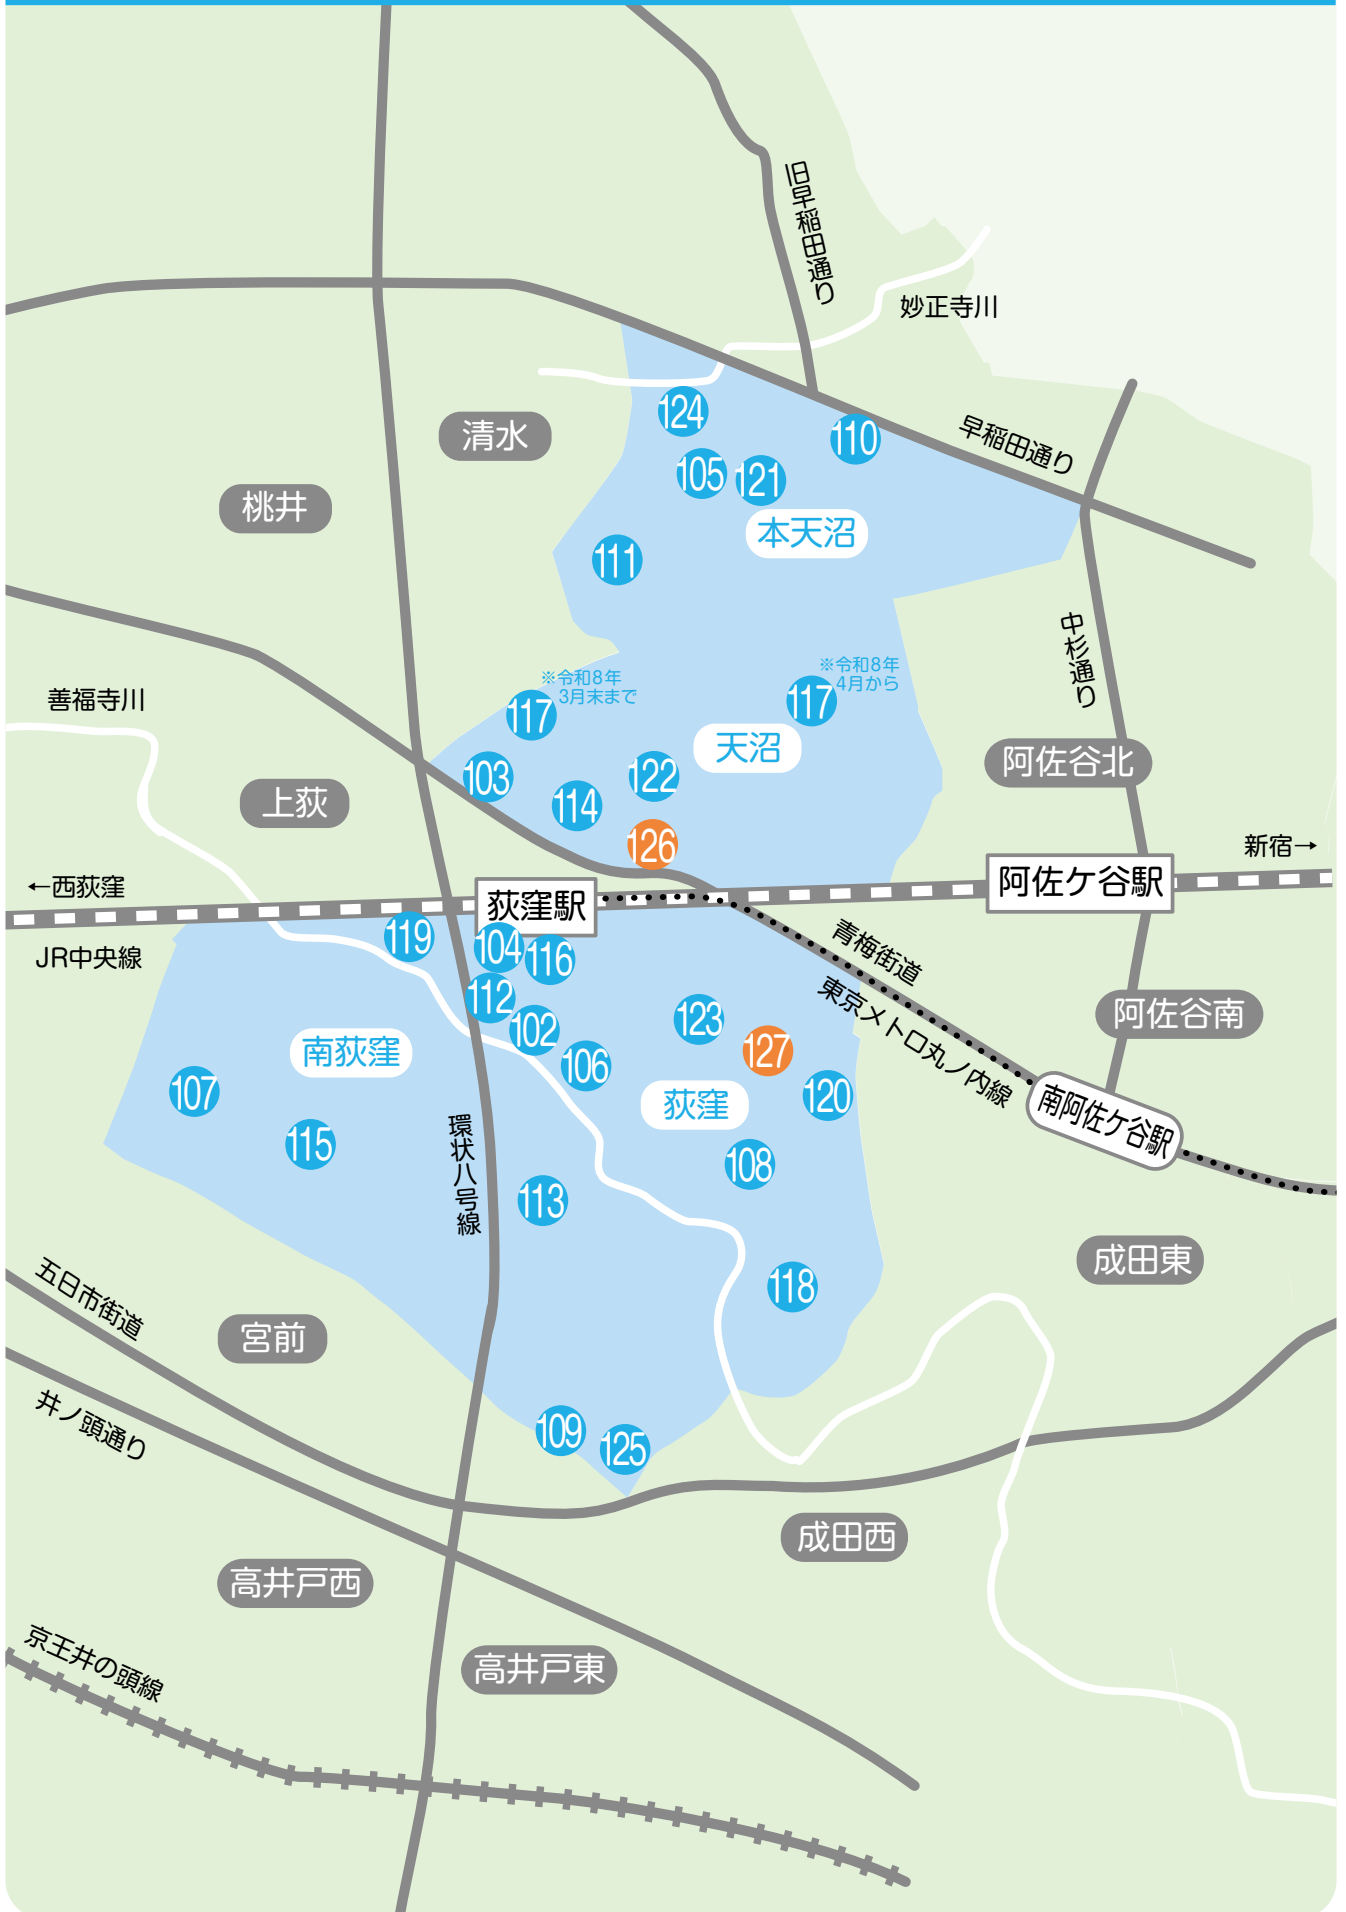 旧早稲田通り
妙正寺川
124
110
清水
早稲田通り
105
121
桃井
本天沼
111
中杉通り
※令和8年
3月末まで
※令和8年
4月から
善福寺川
117
117
天沼
阿佐谷北
103
122
上荻
114
126
新宿→
←西荻窪
荻窪駅
阿佐ケ谷駅
119
104
116
青梅街道
JR中央線
東京メトロ丸ノ内線
112
102
123
阿佐谷南
南荻窪
127
106
107
荻窪
120
南阿佐ケ谷駅
115
環状八号線
108
113
成田東
118
五日市街道
宮前
井ノ頭通り
109
125
成田西
高井戸西
京王井の頭線
高井戸東